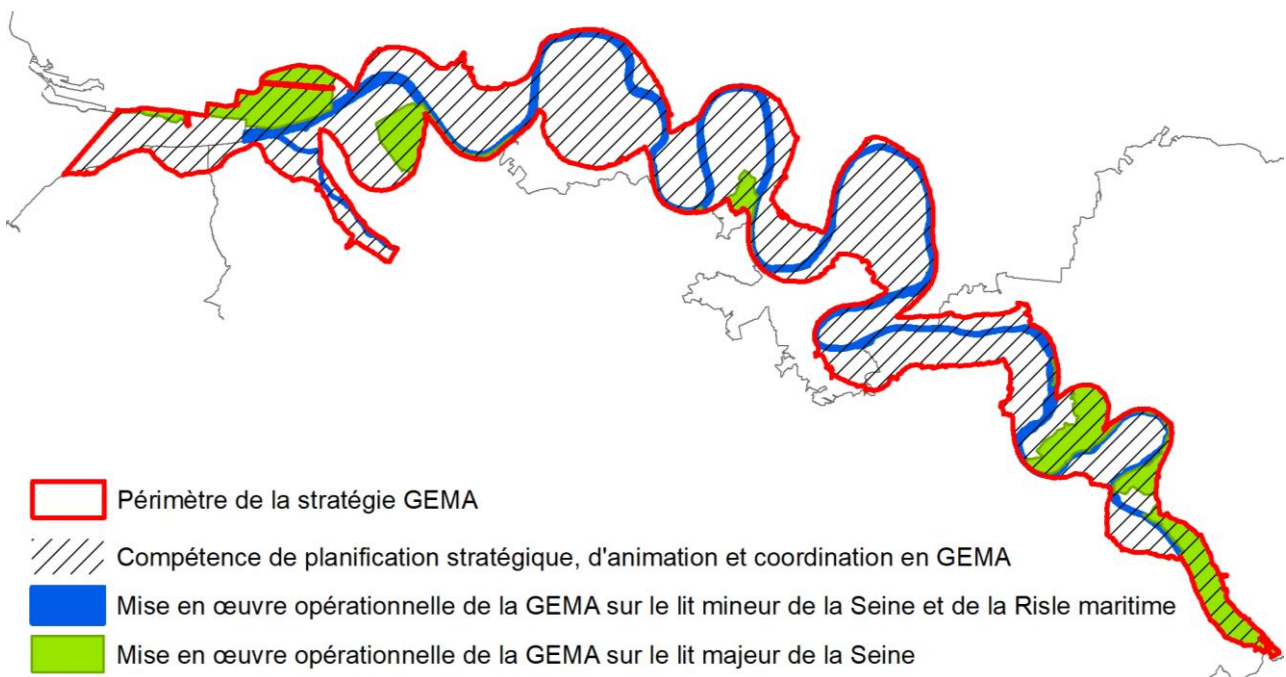 Périmètre de la stratégie GEMA
Compétence de planification stratégique, d'animation et coordination en GEMA
Mise en œuvre opérationnelle de la GEMA sur le lit mineur de la Seine et de la Risle maritime
Mise en œuvre opérationnelle de la GEMA sur le lit majeur de la Seine